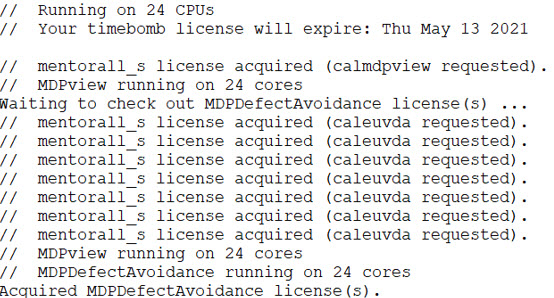 //  Running on 24 CPUs
//  Your timebomb license will expire: Thu May 13 2021
//  mentorall_s license acquired (calmdpview requested).
//  MDPview running on 24 cores
Waiting to check out MDPDefectAvoidance license(s) ...
//  mentorall_s license acquired (caleuvda requested).
//  mentorall_s license acquired (caleuvda requested).
//  mentorall_s license acquired (caleuvda requested).
//  mentorall_s license acquired (caleuvda requested).
//  mentorall_s license acquired (caleuvda requested).
//  mentorall_s license acquired (caleuvda requested).
//  mentorall_s license acquired (caleuvda requested).
//  MDPview running on 24 cores
//  MDPDefectAvoidance running on 24 cores
Acquired MDPDefectAvoidance license(s).